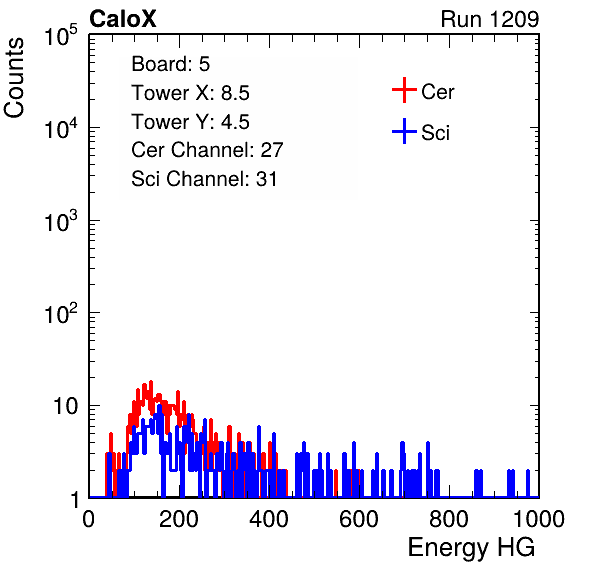 CaloX Run 1209
Counts
Board: 5
Tower X: 8.5
Tower Y: 4.5
Cer Channel: 27
Sci Channel: 31
Cer
Sci
10^5
10^4
10^3
10^2
10
1
0 200 400 600 800 1000
Energy HG